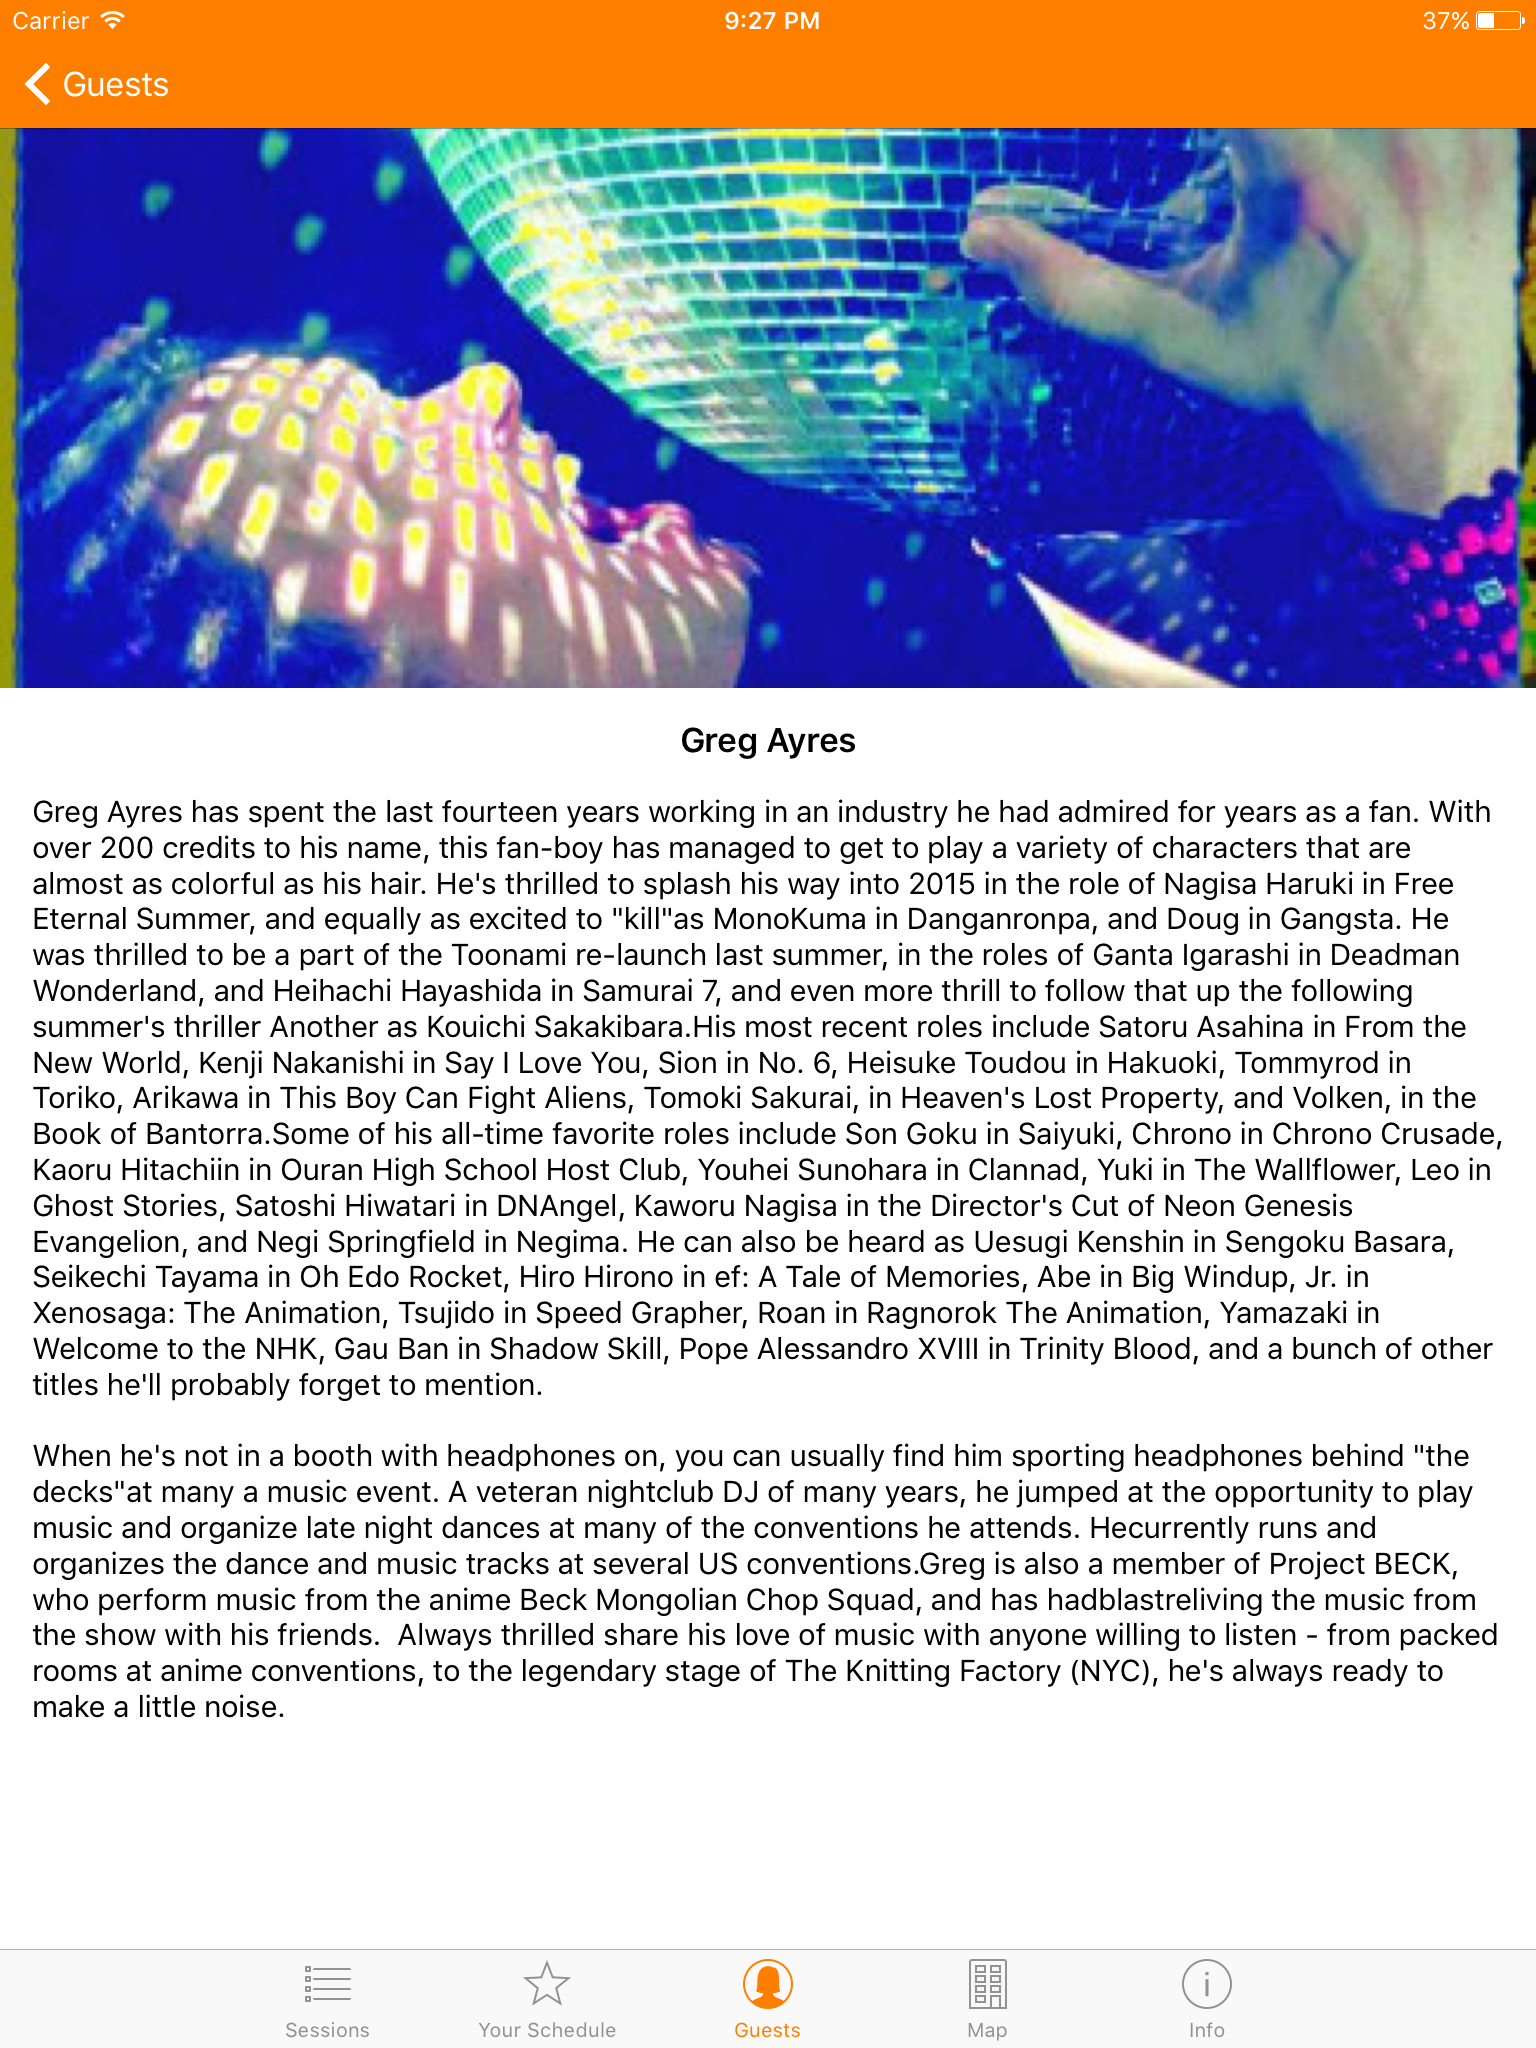 Carrier
9:27 PM
37%
Guests
Greg Ayres
Greg Ayres has spent the last fourteen years working in an industry he had admired for years as a fan. With
over 200 credits to his name, this fan-boy has managed to get to play a variety of characters that are
almost as colorful as his hair. He's thrilled to splash his way into 2015 in the role of Nagisa Haruki in Free
Eternal Summer, and equally as excited to "kill"as MonoKuma in Danganronpa, and Doug in Gangsta. He
was thrilled to be a part of the Toonami re-launch last summer, in the roles of Ganta Igarashi in Deadman
Wonderland, and Heihachi Hayashida in Samurai 7, and even more thrill to follow that up the following
summer's thriller Another as Kouichi Sakakibara.His most recent roles include Satoru Asahina in From the
New World, Kenji Nakanishi in Say I Love You, Sion in No. 6, Heisuke Toudou in Hakuoki, Tommyrod in
Toriko, Arikawa in This Boy Can Fight Aliens, Tomoki Sakurai, in Heaven's Lost Property, and Volken, in the
Book of Bantorra.Some of his all-time favorite roles include Son Goku in Saiyuki, Chrono in Chrono Crusade,
Kaoru Hitachiin in Ouran High School Host Club, Youhei Sunohara in Clannad, Yuki in The Wallflower, Leo in
Ghost Stories, Satoshi Hiwatari in DNAngel, Kaworu Nagisa in the Director's Cut of Neon Genesis
Evangelion, and Negi Springfield in Negima. He can also be heard as Uesugi Kenshin in Sengoku Basara,
Seikechi Tayama in Oh Edo Rocket, Hiro Hirono in ef: A Tale of Memories, Abe in Big Windup, Jr. in
Xenosaga: The Animation, Tsujido in Speed Grapher, Roan in Ragnorok The Animation, Yamazaki in
Welcome to the NHK, Gau Ban in Shadow Skill, Pope Alessandro XVIII in Trinity Blood, and a bunch of other
titles he'll probably forget to mention.
When he's not in a booth with headphones on, you can usually find him sporting headphones behind "the
decks"at many a music event. A veteran nightclub DJ of many years, he jumped at the opportunity to play
music and organize late night dances at many of the conventions he attends. Hecurrently runs and
organizes the dance and music tracks at several US conventions.Greg is also a member of Project BECK,
who perform music from the anime Beck Mongolian Chop Squad, and has hadblastreliving the music from
the show with his friends.  Always thrilled share his love of music with anyone willing to listen - from packed
rooms at anime conventions, to the legendary stage of The Knitting Factory (NYC), he's always ready to
make a little noise.
Sessions
Your Schedule
Guests
Map
Info